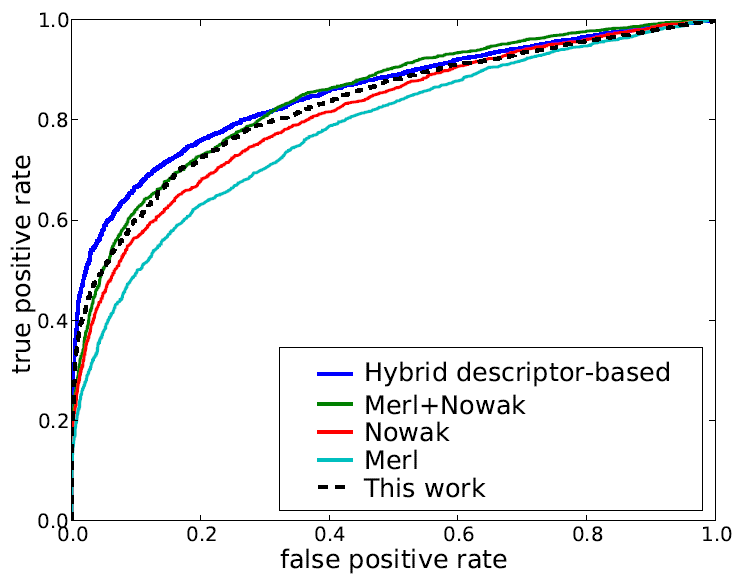 1.0
0.8
0.6
0.4
0.2
0.0
true positive rate
Hybrid descriptor-based
Merl+Nowak
Nowak
Merl
This work
0.0 0.2 0.4 0.6 0.8 1.0
false positive rate